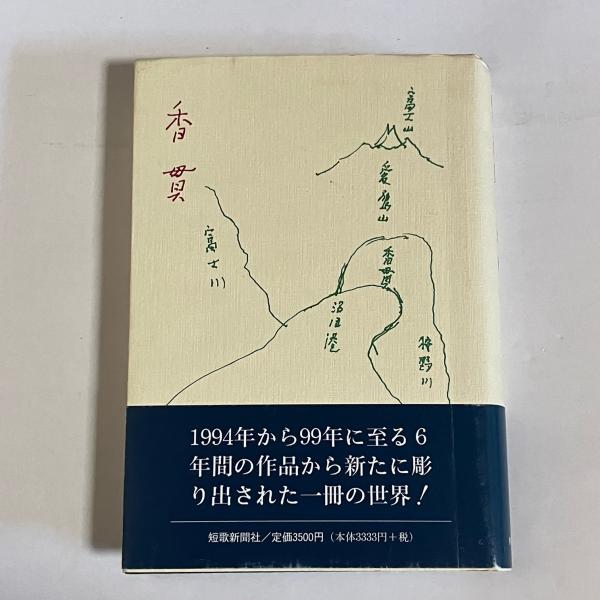 香貫
富士山
愛鷹山
香貫
富士川
沼津港
狩野川
1994年から99年に至る6
年間の作品から新たに彫
り出された一冊の世界！
短歌新聞社／定価3500円（本体3333円＋税）